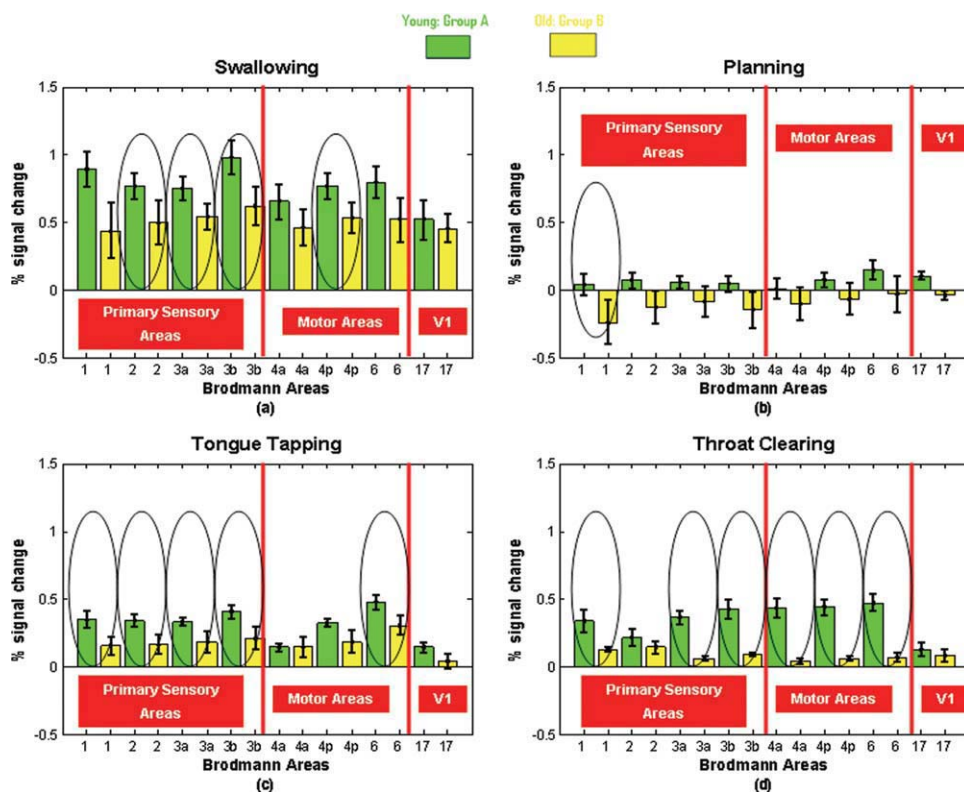 Young: Group A
Old: Group B
Swallowing
1.5
1
0.5
0
-0.5
% signal change
Primary Sensory
Areas
Motor Areas
V1
1 1 2 2 3a 3a 3b 3b 4a 4a 4p 4p 6 6 17 17
Brodmann Areas
(a)
Planning
1.5
1
0.5
0
-0.5
% signal change
Primary Sensory
Areas
Motor Areas
V1
1 1 2 2 3a 3a 3b 3b 4a 4a 4p 4p 6 6 17 17
Brodmann Areas
(b)
Tongue Tapping
1.5
1
0.5
0
-0.5
% signal change
Primary Sensory
Areas
Motor Areas
V1
1 1 2 2 3a 3a 3b 3b 4a 4a 4p 4p 6 6 17 17
Brodmann Areas
(c)
Throat Clearing
1.5
1
0.5
0
-0.5
% signal change
Primary Sensory
Areas
Motor Areas
V1
1 1 2 2 3a 3a 3b 3b 4a 4a 4p 4p 6 6 17 17
Brodmann Areas
(d)